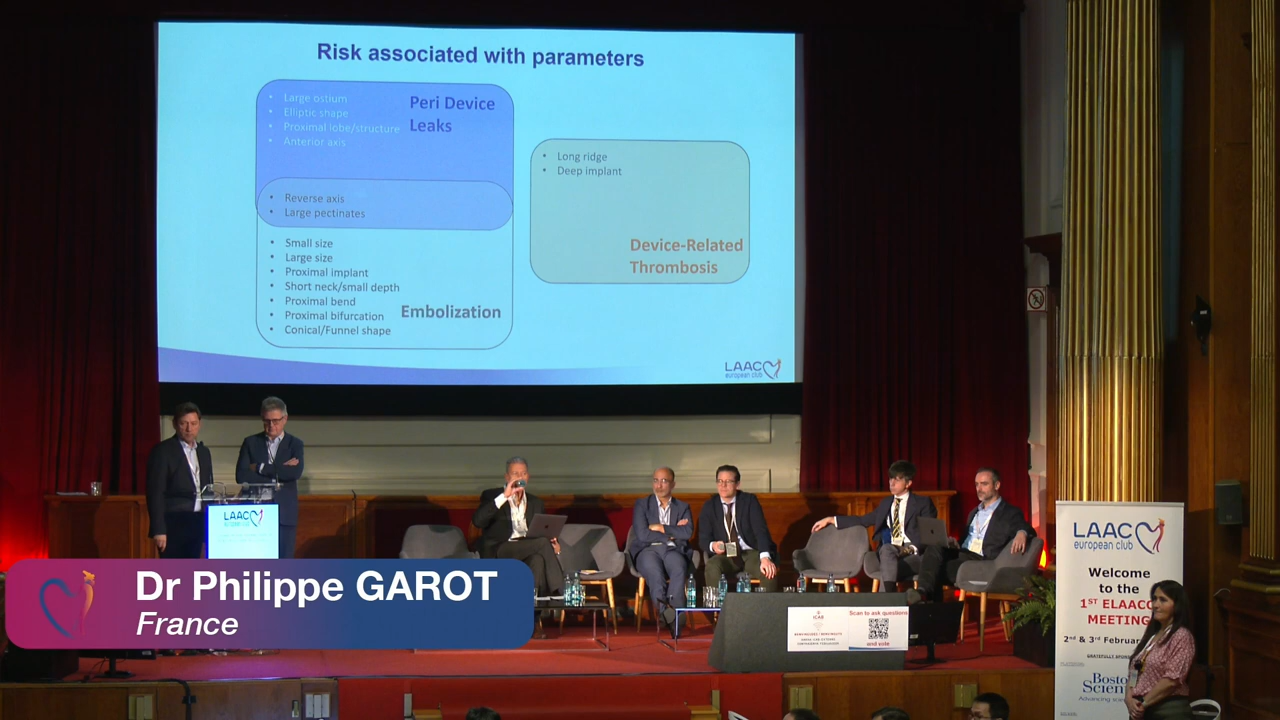 Risk associated with parameters
• Large ostium
• Elliptic shape
• Proximal lobe/structure
• Anterior axis
Peri Device
Leaks
• Reverse axis
• Large pectinates
• Small size
• Large size
• Proximal implant
• Short neck/small depth
• Proximal bend
• Proximal bifurcation
• Conical/Funnel shape
Embolization
• Long ridge
• Deep implant
Device-Related
Thrombosis
LAAC
european club
LAAC
Dr Philippe GAROT
France
ICAB
Scan to ask questions
and vote
LAAC
european club
Welcome
to the
1ST ELAAC
MEETING
2nd & 3rd
GRATEFULLY